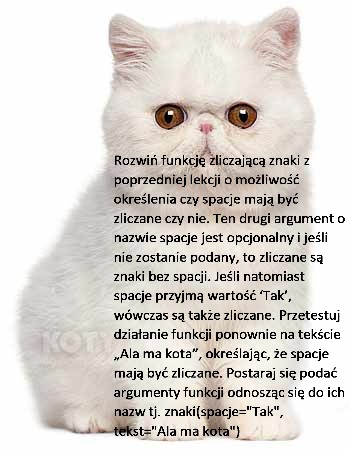 Rozwiń funkcję zliczającą znaki z
poprzedniej lekcji o możliwość
określenia czy spacje mają być
zliczane czy nie. Ten drugi argument o
nazwie spacje jest opcjonalny i jeśli
nie zostanie podany, to zliczane są
znaki bez spacji. Jeśli natomiast
spacje przyjmą wartość ‘Tak’,
wówczas są także zliczane. Przetestuj
działanie funkcji ponownie na tekście
„Ala ma kota”, określając, że spacje
mają być zliczane. Postaraj się podać
argumenty funkcji odnosząc się do ich
nazw tj. znaki(spacje="Tak",
tekst="Ala ma kota")